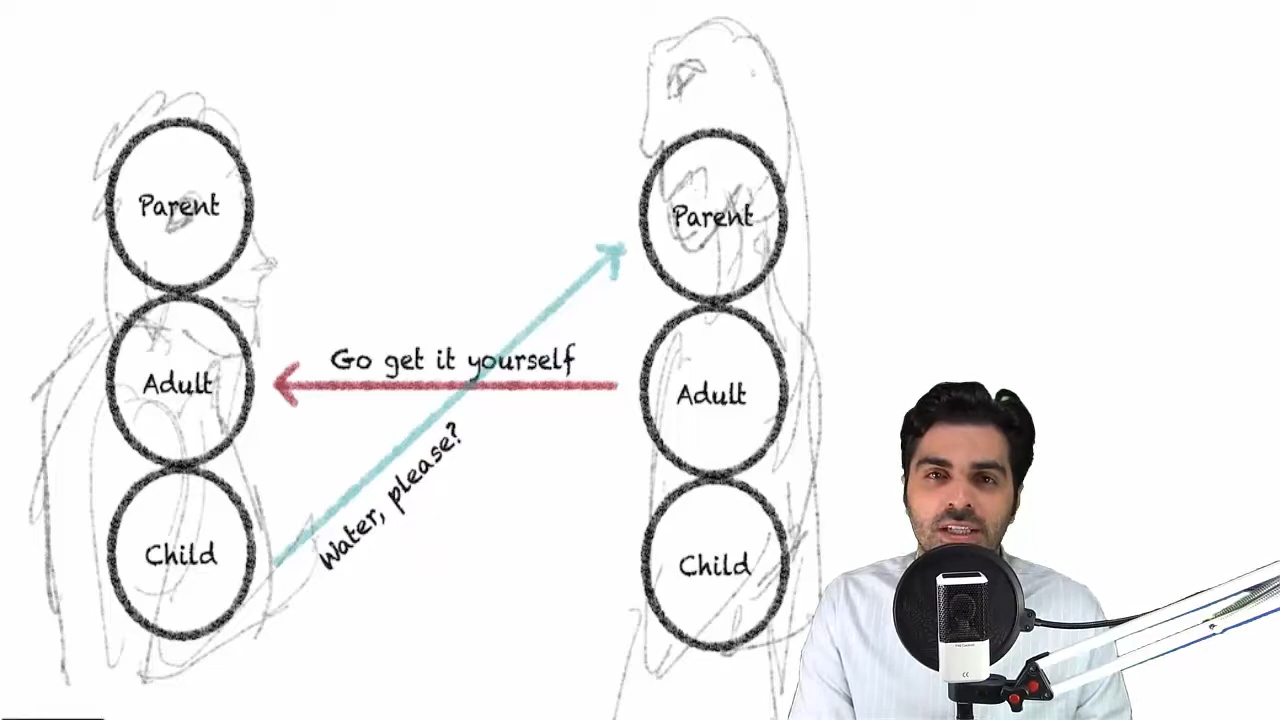 Parent
Adult
Child
Go get it yourself
Water, please?
Parent
Adult
Child